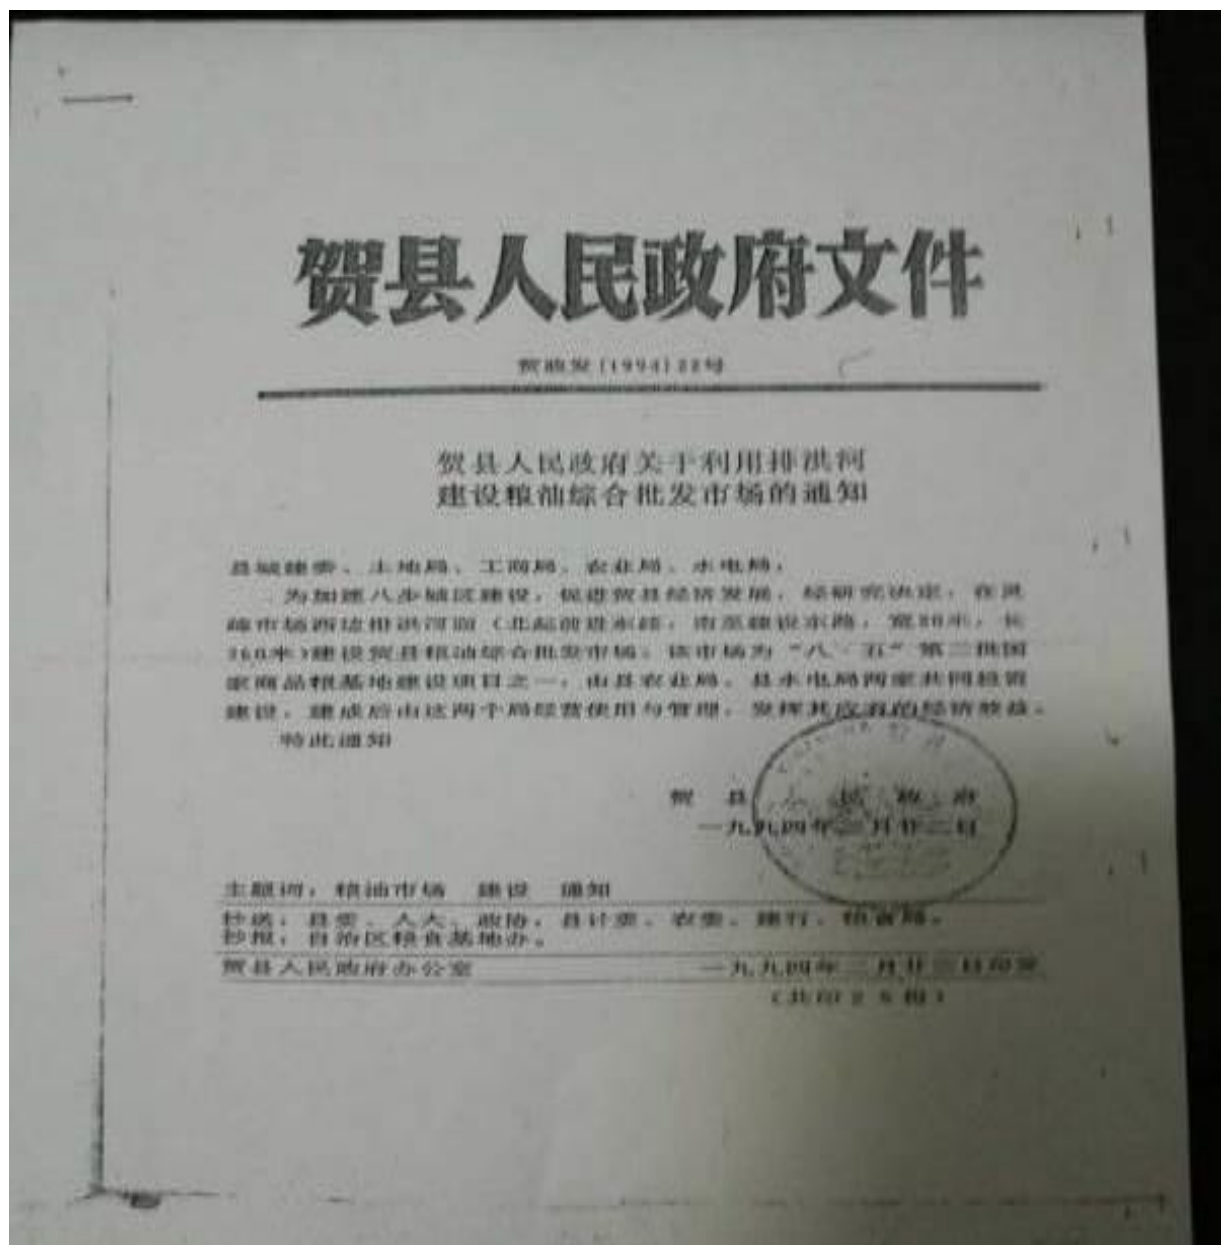 贺县人民政府文件
贺政发(1994)22号
贺县人民政府关于利用排洪河
建设粮油综合批发市场的通知
县城建委、土地局、工商局、农业局、水电局:
为加速八步城区建设,促进贺县经济发展,经研究决定,在灵
峰市场西边排洪河面(北起前进东路,南至建设东路,宽20米,长
360米)建设贺县粮油综合批发市场。该市场为“八·五”第二批国
家商品粮基地建设项目之一,由县农业局、县水电局两家共同投资
建设,建成后由这两个局经营使用与管理,发挥其应有的经济效益。
特此通知
贺县人民政府
一九九四年二月廿二日
主题词:粮油市场 建设 通知
抄送:县委、人大、政协,县计委、农委、建行、粮食局。
抄报:自治区粮食基地办。
贺县人民政府办公室 一九九四年二月廿三日印发
(共印25份)